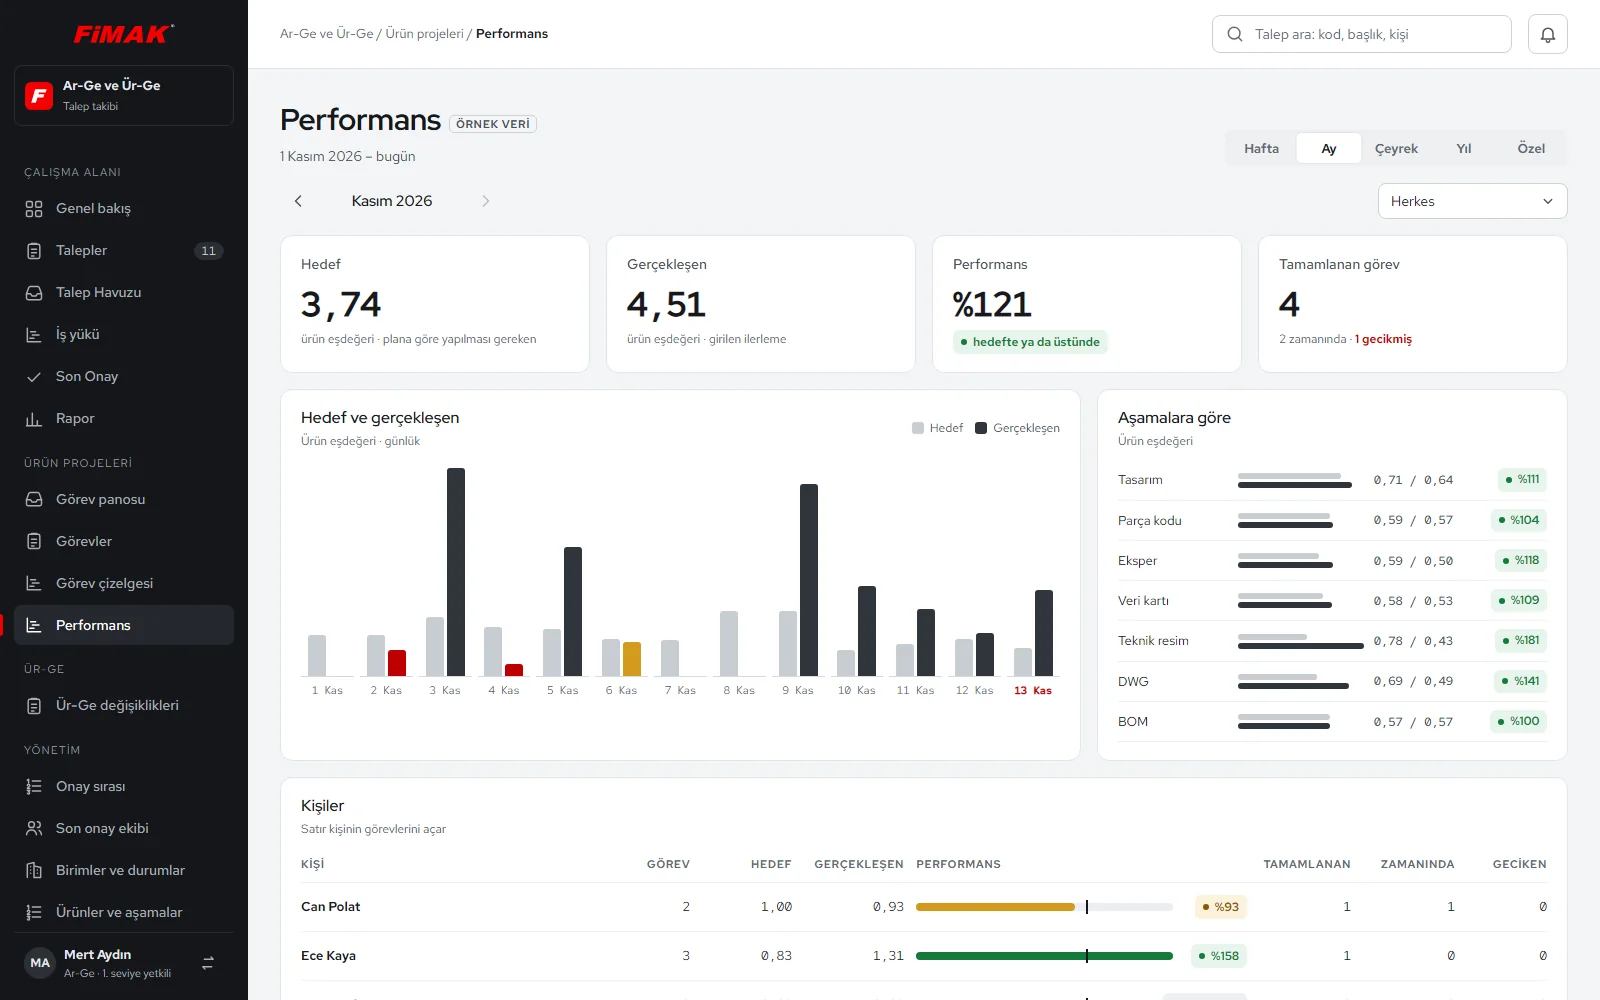 FiMAK
Ar-Ge ve Ür-Ge
Talep takibi
ÇALIŞMA ALANI
Genel bakış
Talepler 11
Talep Havuzu
İş yükü
Son Onay
Rapor
ÜRÜN PROJELERİ
Görev panosu
Görevler
Görev çizelgesi
Performans
ÜR-GE
Ür-Ge değişiklikleri
YÖNETİM
Onay sırası
Son onay ekibi
Birimler ve durumlar
Ürünler ve aşamalar
MA Mert Aydın
Ar-Ge · 1. seviye yetkili
Ar-Ge ve Ür-Ge / Ürün projeleri / Performans
Talep ara: kod, başlık, kişi
Performans ÖRNEK VERİ
1 Kasım 2026 – bugün
Hafta Ay Çeyrek Yıl Özel
Kasım 2026
Herkes
Hedef
3,74
ürün eşdeğeri · plana göre yapılması gereken
Gerçekleşen
4,51
ürün eşdeğeri · girilen ilerleme
Performans
%121
hedefte ya da üstünde
Tamamlanan görev
4
2 zamanında · 1 gecikmiş
Hedef ve gerçekleşen
Ürün eşdeğeri · günlük
Hedef Gerçekleşen
1 Kas 2 Kas 3 Kas 4 Kas 5 Kas 6 Kas 7 Kas 8 Kas 9 Kas 10 Kas 11 Kas 12 Kas 13 Kas
Aşamalara göre
Ürün eşdeğeri
Tasarım 0,71 / 0,64 %111
Parça kodu 0,59 / 0,57 %104
Eksper 0,59 / 0,50 %118
Veri kartı 0,58 / 0,53 %109
Teknik resim 0,78 / 0,43 %181
DWG 0,69 / 0,49 %141
BOM 0,57 / 0,57 %100
Kişiler
Satır kişinin görevlerini açar
KİŞİ GÖREV HEDEF GERÇEKLEŞEN PERFORMANS TAMAMLANAN ZAMANINDA GECİKEN
Can Polat 2 1,00 0,93 %93 1 1 0
Ece Kaya 3 0,83 1,31 %158 1 0 0